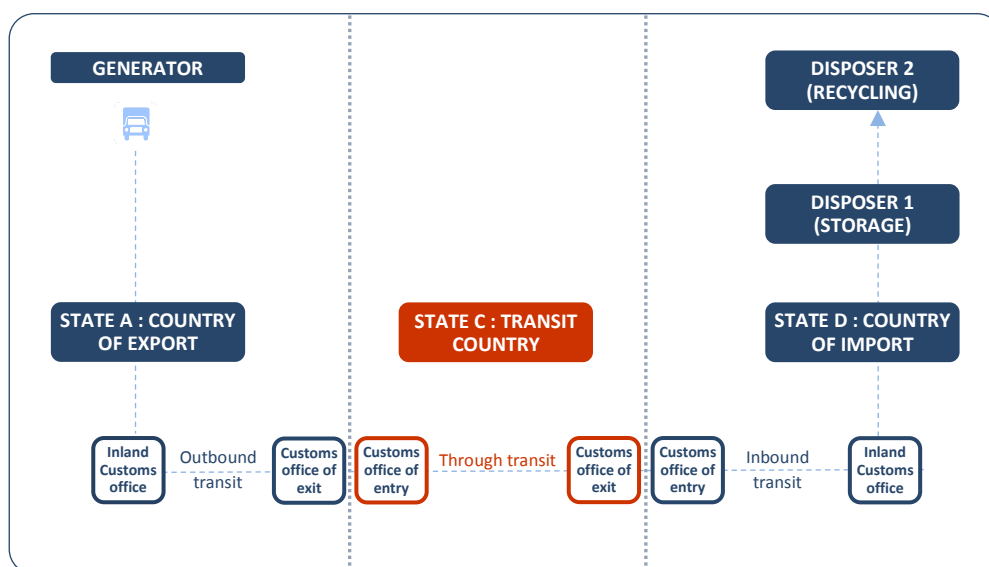 GENERATOR
DISPOSER 2
(RECYCLING)
DISPOSER 1
(STORAGE)
STATE A : COUNTRY
OF EXPORT
STATE C : TRANSIT
COUNTRY
STATE D : COUNTRY
OF IMPORT
Inland
Customs
office
Outbound
transit
Customs
office of
exit
Customs
office of
entry
Through transit
Customs
office of
exit
Customs
office of
entry
Inbound
transit
Inland
Customs
office